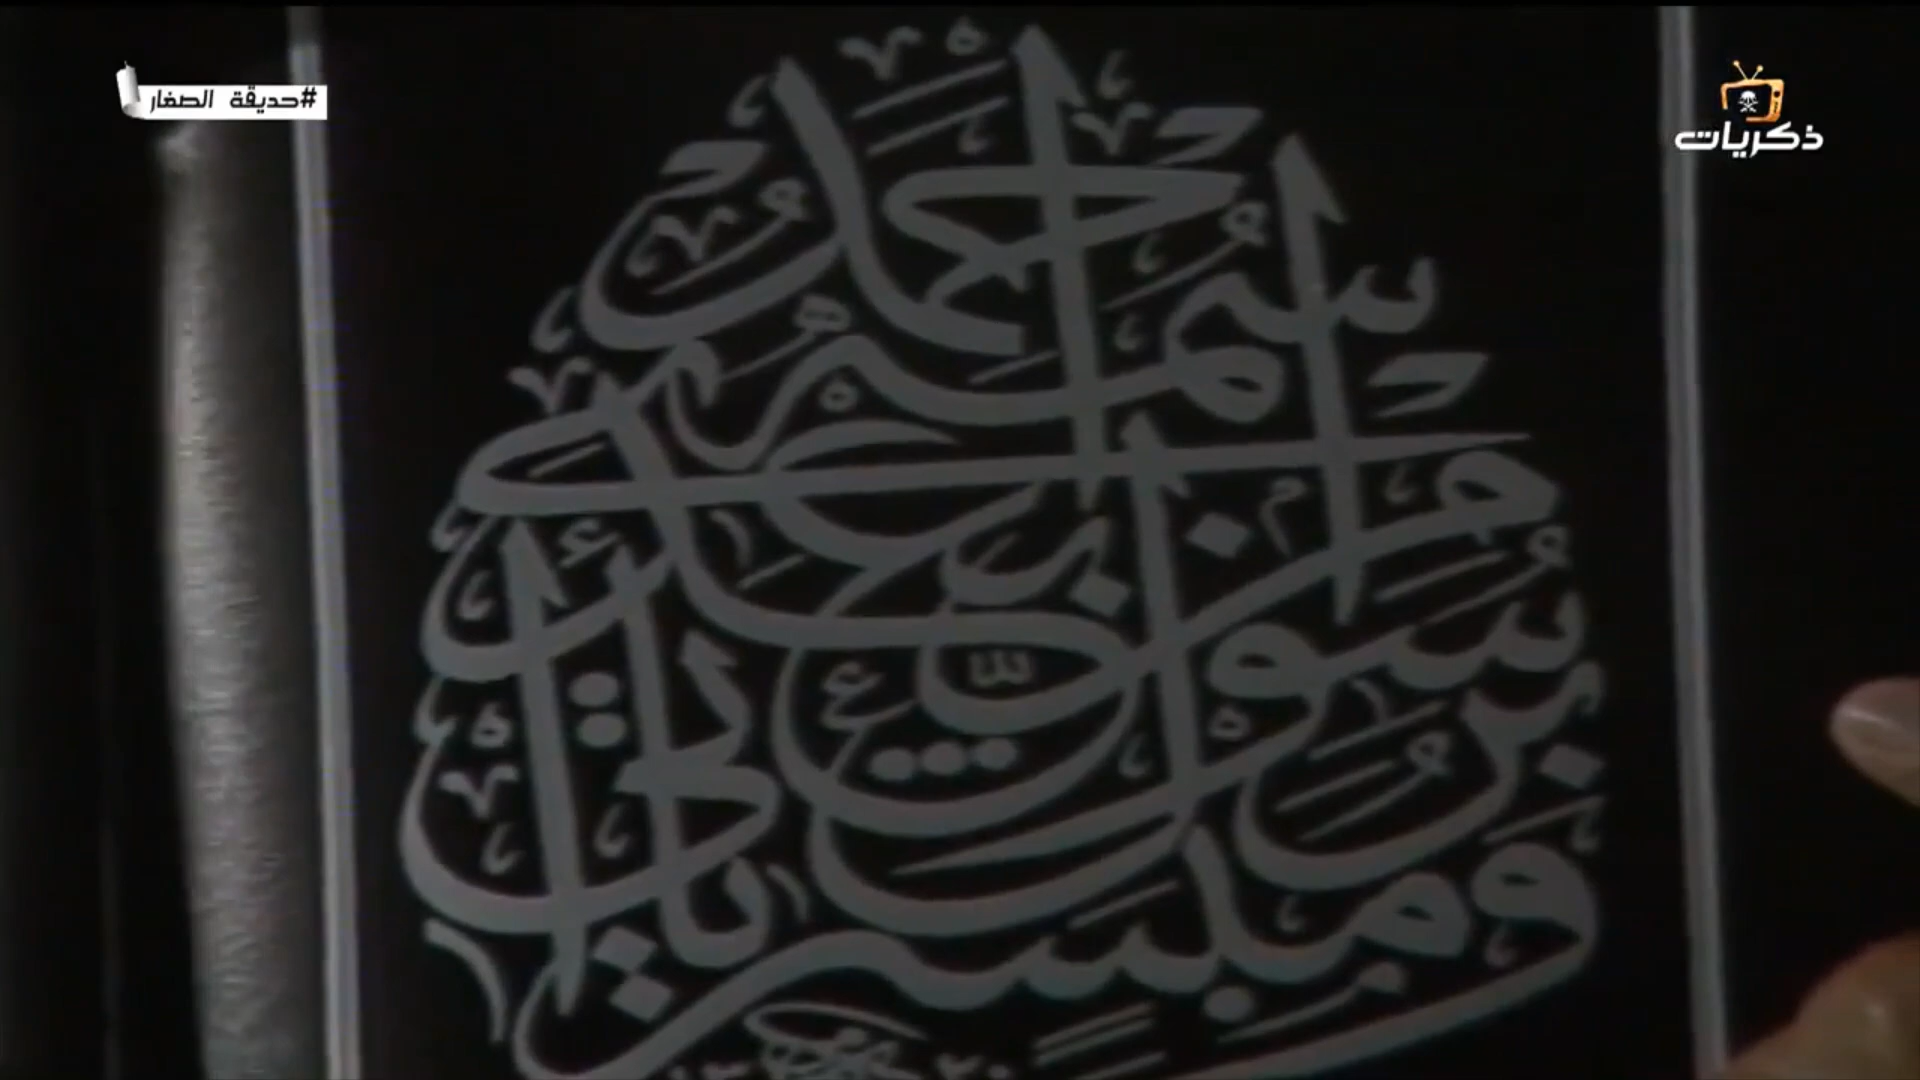 #حديقة الصغار
ذكريات
ومبشرا
برسول يأتي
من بعدي
اسمه أحمد